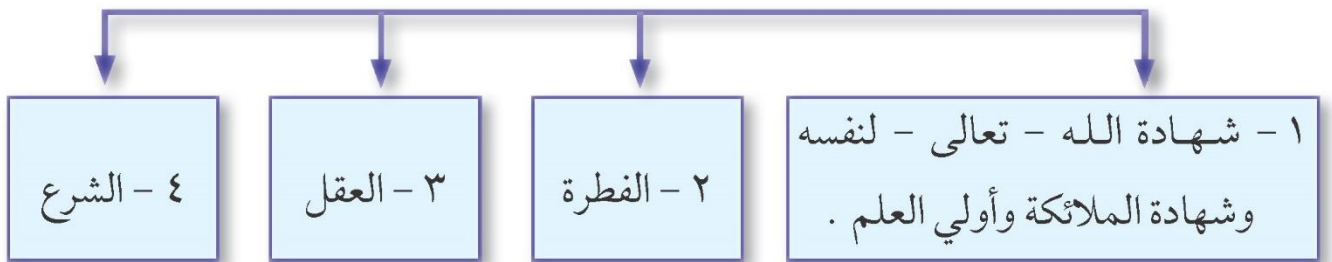 ١ - شهادة الله - تعالى - لنفسه
وشهادة الملائكة وأولي العلم .
٢ - الفطرة
٣ - العقل
٤ - الشرع